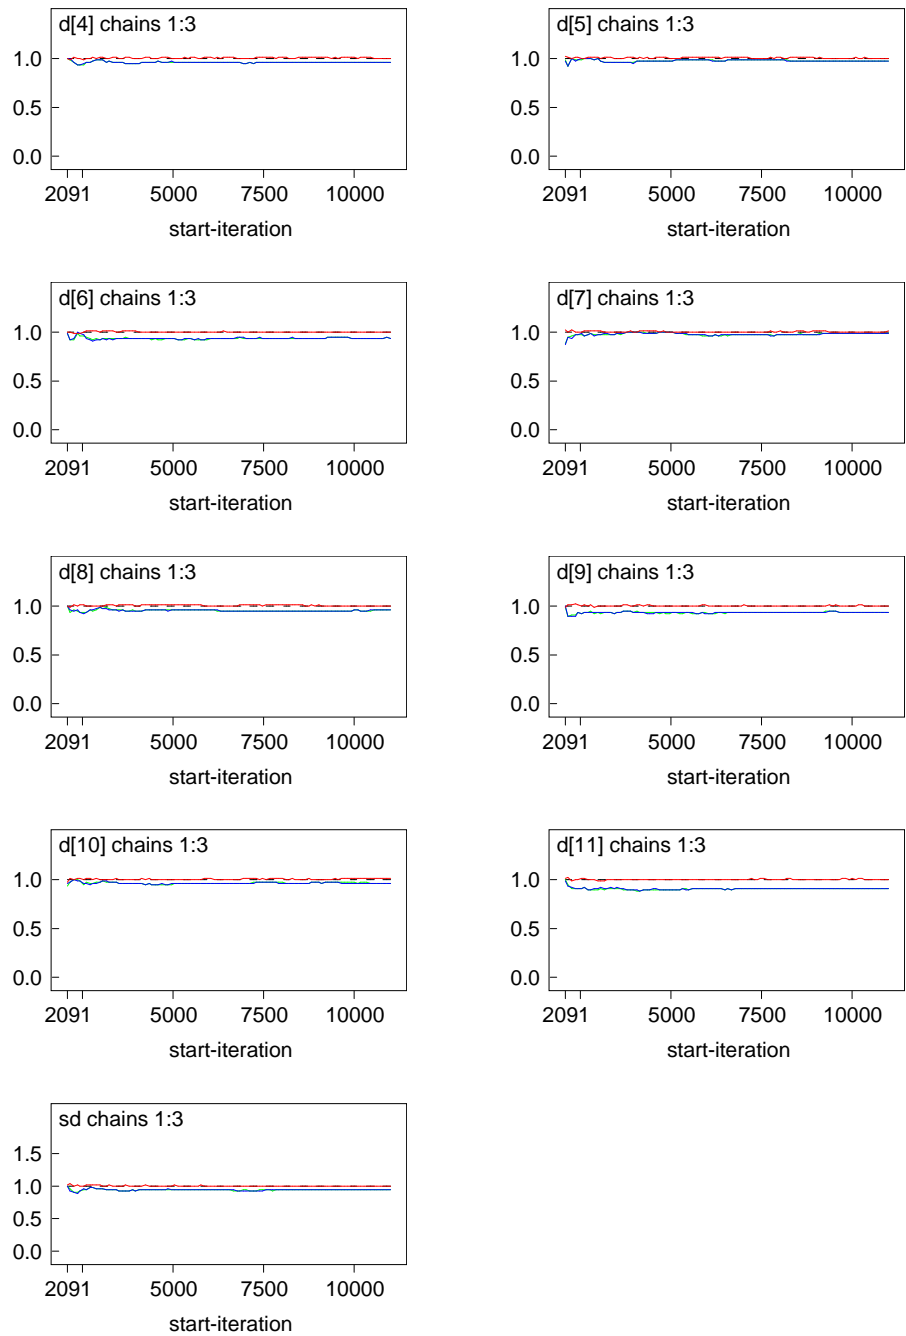 d[4] chains 1:3
1.0
0.5
0.0
2091 5000 7500 10000
start-iteration
d[5] chains 1:3
1.0
0.5
0.0
2091 5000 7500 10000
start-iteration
d[6] chains 1:3
1.0
0.5
0.0
2091 5000 7500 10000
start-iteration
d[7] chains 1:3
1.0
0.5
0.0
2091 5000 7500 10000
start-iteration
d[8] chains 1:3
1.0
0.5
0.0
2091 5000 7500 10000
start-iteration
d[9] chains 1:3
1.0
0.5
0.0
2091 5000 7500 10000
start-iteration
d[10] chains 1:3
1.0
0.5
0.0
2091 5000 7500 10000
start-iteration
d[11] chains 1:3
1.0
0.5
0.0
2091 5000 7500 10000
start-iteration
sd chains 1:3
1.5
1.0
0.5
0.0
2091 5000 7500 10000
start-iteration